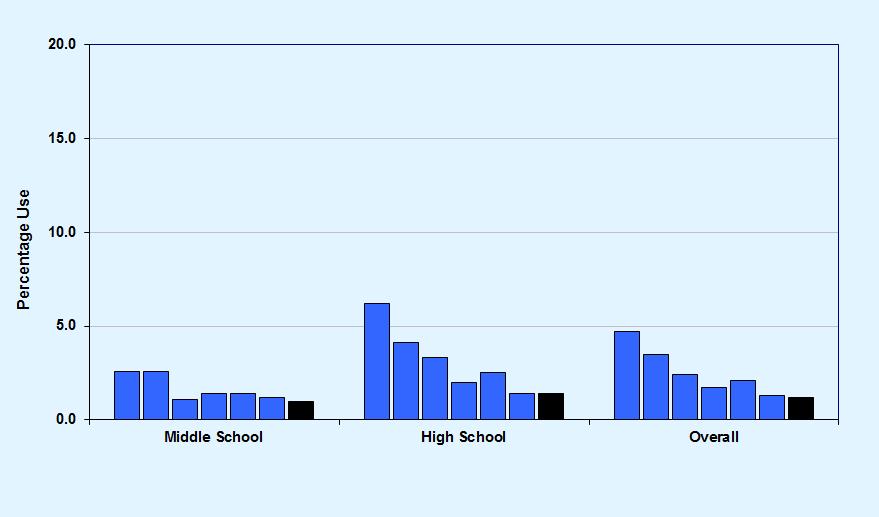 20.0
15.0
10.0
5.0
0.0
Percentage Use
Middle School
High School
Overall